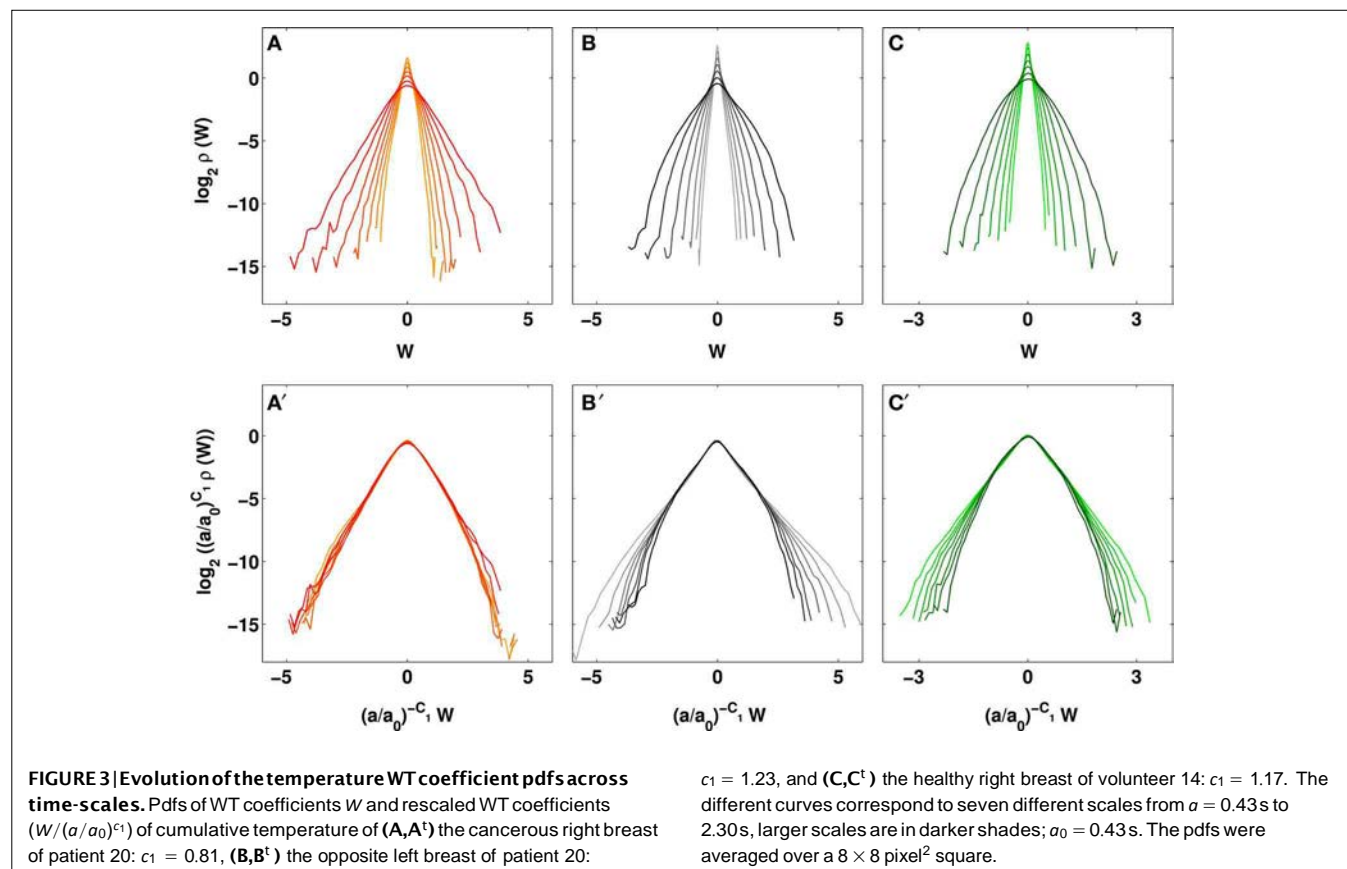 A
B
C
0
−5
−10
−15
log₂ ρ (W)
−5 0 5
−5 0 5
−3 0 3
W
W
W
A′
B′
C′
0
−5
−10
−15
log₂ ((a/a₀)^C₁ ρ (W))
−5 0 5
−5 0 5
−3 0 3
(a/a₀)^−C₁ W
(a/a₀)^−C₁ W
(a/a₀)^−C₁ W
FIGURE 3 | Evolution of the temperature WT coefficient pdfs across
time-scales. Pdfs of WT coefficients W and rescaled WT coefficients
(W/(a/a₀)^c₁) of cumulative temperature of (A,Aᵗ) the cancerous right breast
of patient 20: c₁ = 0.81, (B,Bᵗ) the opposite left breast of patient 20:
c₁ = 1.23, and (C,Cᵗ) the healthy right breast of volunteer 14: c₁ = 1.17. The
different curves correspond to seven different scales from a = 0.43 s to
2.30 s, larger scales are in darker shades; a₀ = 0.43 s. The pdfs were
averaged over a 8 × 8 pixel² square.